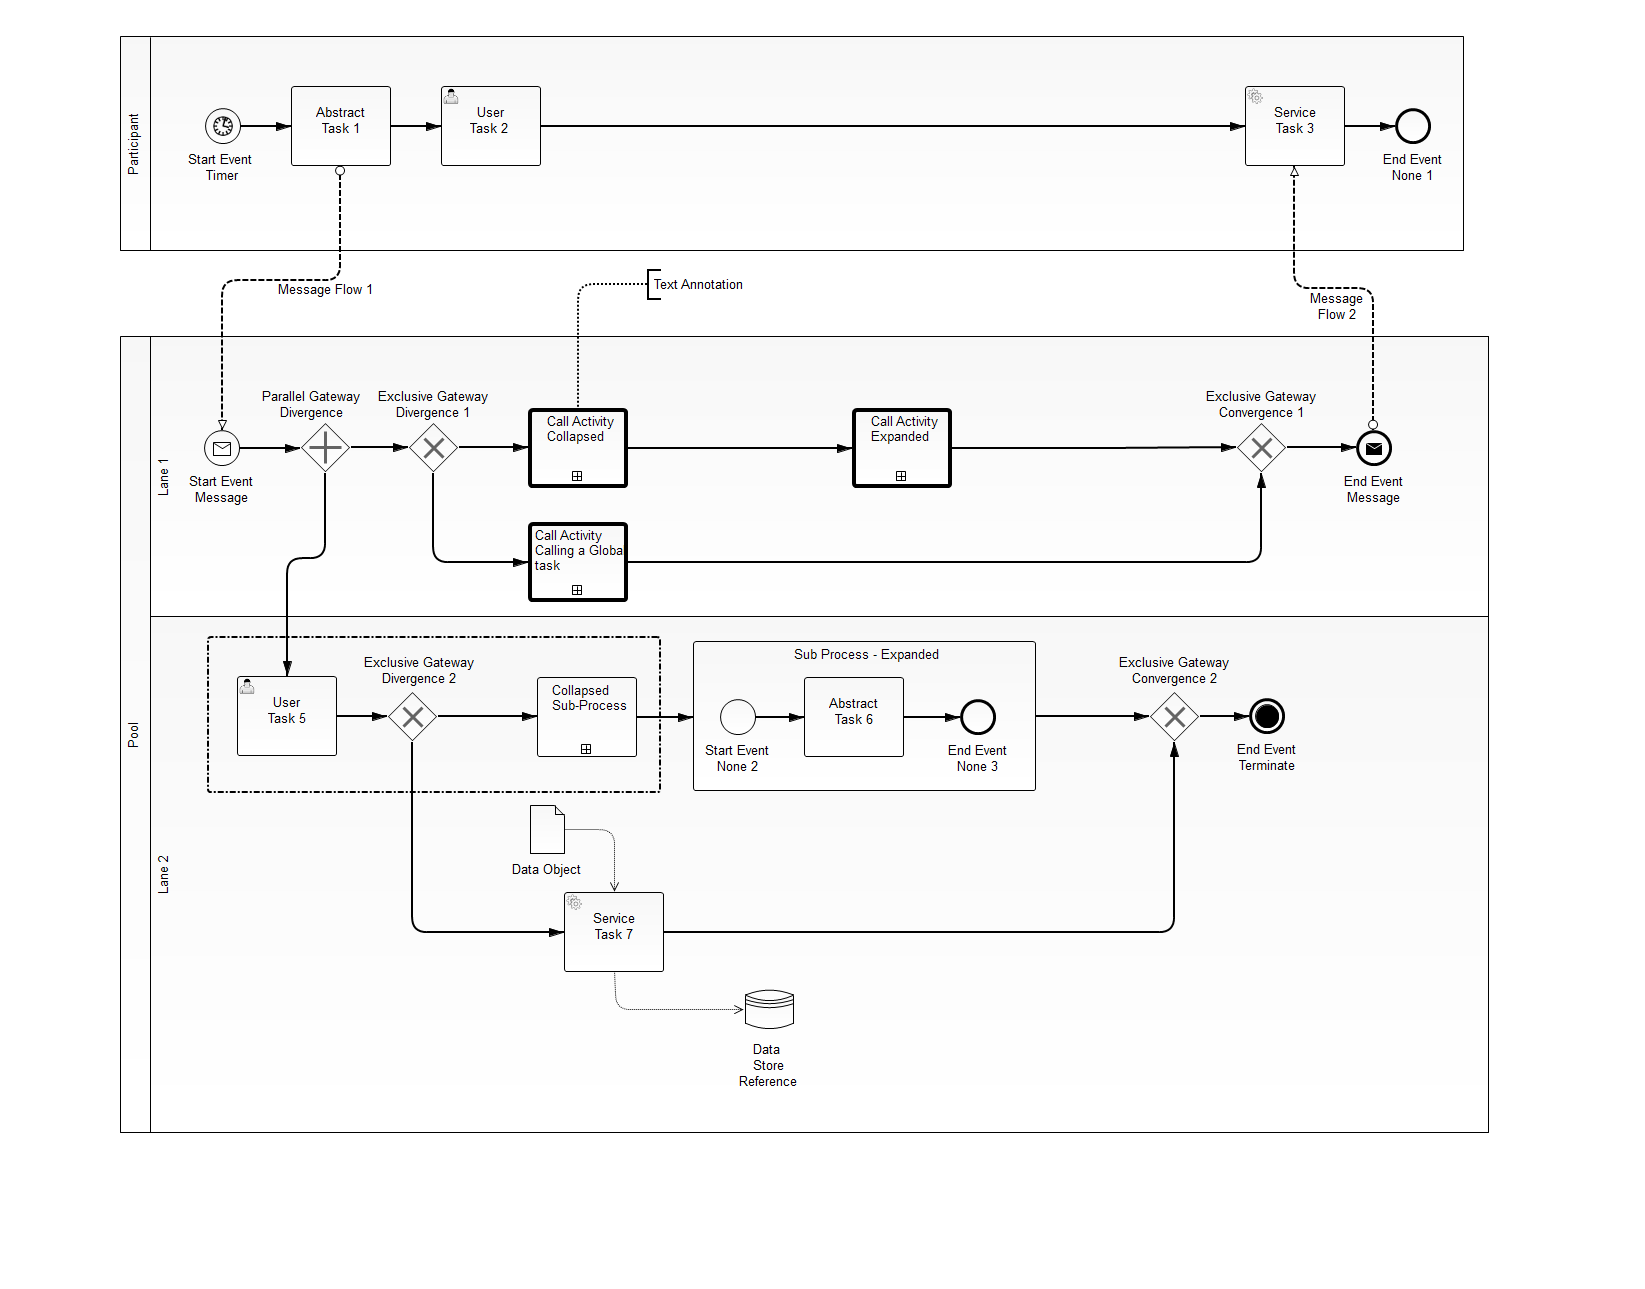 Participant
Abstract
Task 1
User
Task 2
Service
Task 3
Start Event
Timer
End Event
None 1
Message Flow 1
Text Annotation
Message
Flow 2
Pool
Lane 1
Parallel Gateway
Divergence
Exclusive Gateway
Divergence 1
Exclusive Gateway
Convergence 1
Call Activity
Collapsed
Call Activity
Expanded
Start Event
Message
End Event
Message
Call Activity
Calling a Globa
task
Lane 2
Exclusive Gateway
Divergence 2
Sub Process - Expanded
Exclusive Gateway
Convergence 2
User
Task 5
Collapsed
Sub-Process
Abstract
Task 6
Start Event
None 2
End Event
None 3
End Event
Terminate
Data Object
Service
Task 7
Data
Store
Reference